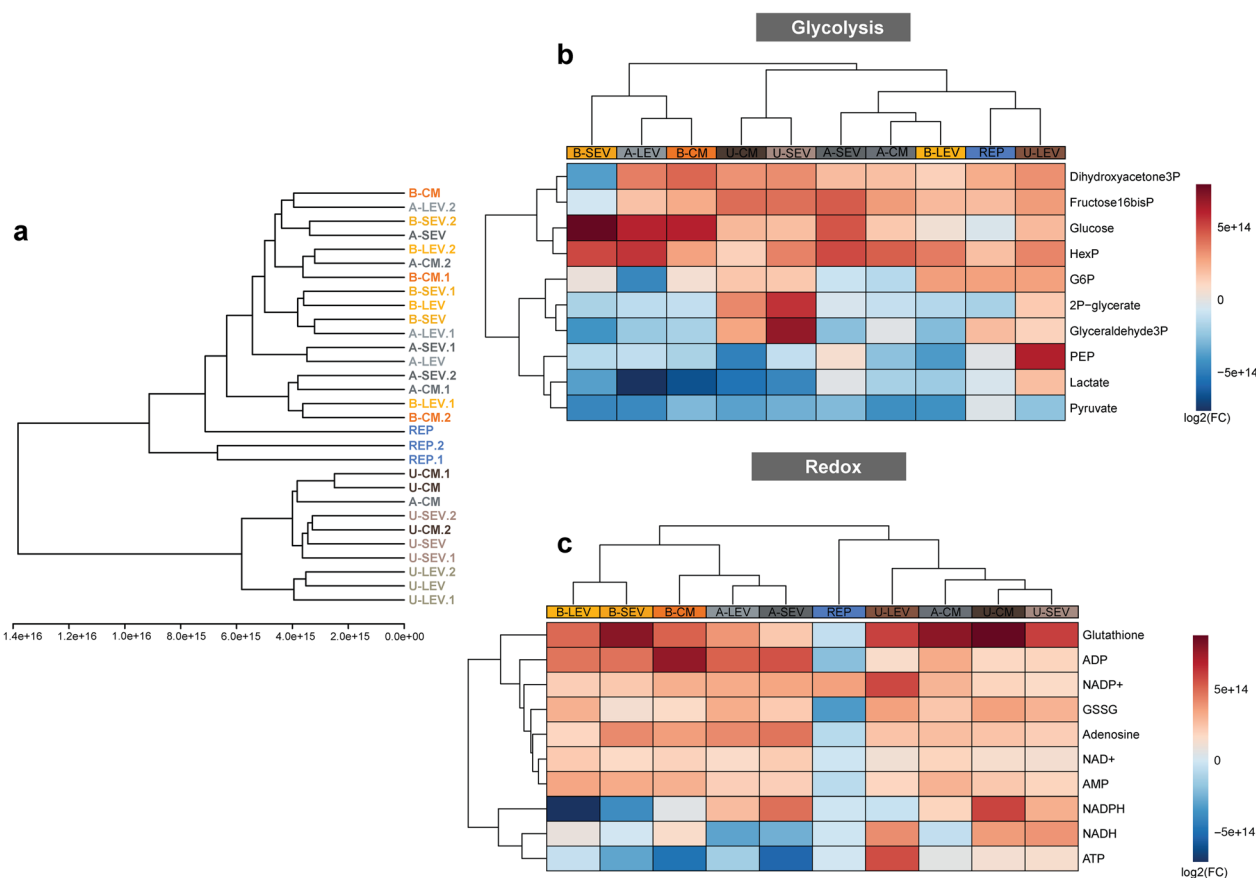 a
B-CM
A-LEV.2
B-SEV.2
A-SEV
B-LEV.2
A-CM.2
B-CM.1
B-SEV.1
B-LEV
B-SEV
A-LEV.1
A-SEV.1
A-LEV
A-SEV.2
A-CM.1
B-LEV.1
B-CM.2
REP
REP.2
REP.1
U-CM.1
U-CM
A-CM
U-SEV.2
U-CM.2
U-SEV
U-SEV.1
U-LEV.2
U-LEV
U-LEV.1
1.4e+16 1.2e+16 1.0e+16 8.0e+15 6.0e+15 4.0e+15 2.0e+15 0.0e+00
Glycolysis
b
B-SEV A-LEV B-CM U-CM U-SEV A-SEV A-CM B-LEV REP U-LEV
Dihydroxyacetone3P
Fructose16bisP
Glucose
HexP
G6P
2P−glycerate
Glyceraldehyde3P
PEP
Lactate
Pyruvate
5e+14
0
−5e+14
log2(FC)
Redox
c
B-LEV B-SEV B-CM A-LEV A-SEV REP U-LEV A-CM U-CM U-SEV
Glutathione
ADP
NADP+
GSSG
Adenosine
NAD+
AMP
NADPH
NADH
ATP
5e+14
0
−5e+14
log2(FC)